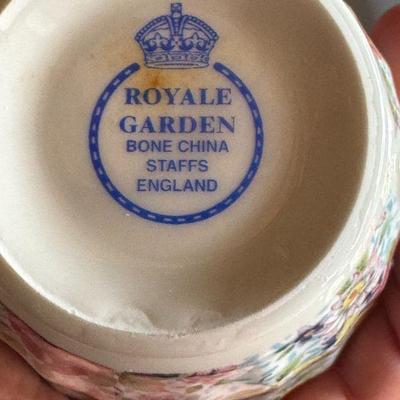 ROYALE
GARDEN
BONE CHINA
STAFFS
ENGLAND